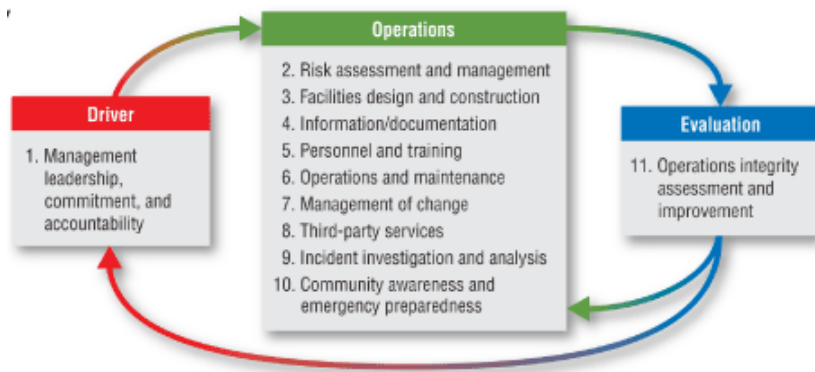 Driver
1. Management
leadership,
commitment, and
accountability
Operations
2. Risk assessment and management
3. Facilities design and construction
4. Information/documentation
5. Personnel and training
6. Operations and maintenance
7. Management of change
8. Third-party services
9. Incident investigation and analysis
10. Community awareness and
emergency preparedness
Evaluation
11. Operations integrity
assessment and
improvement